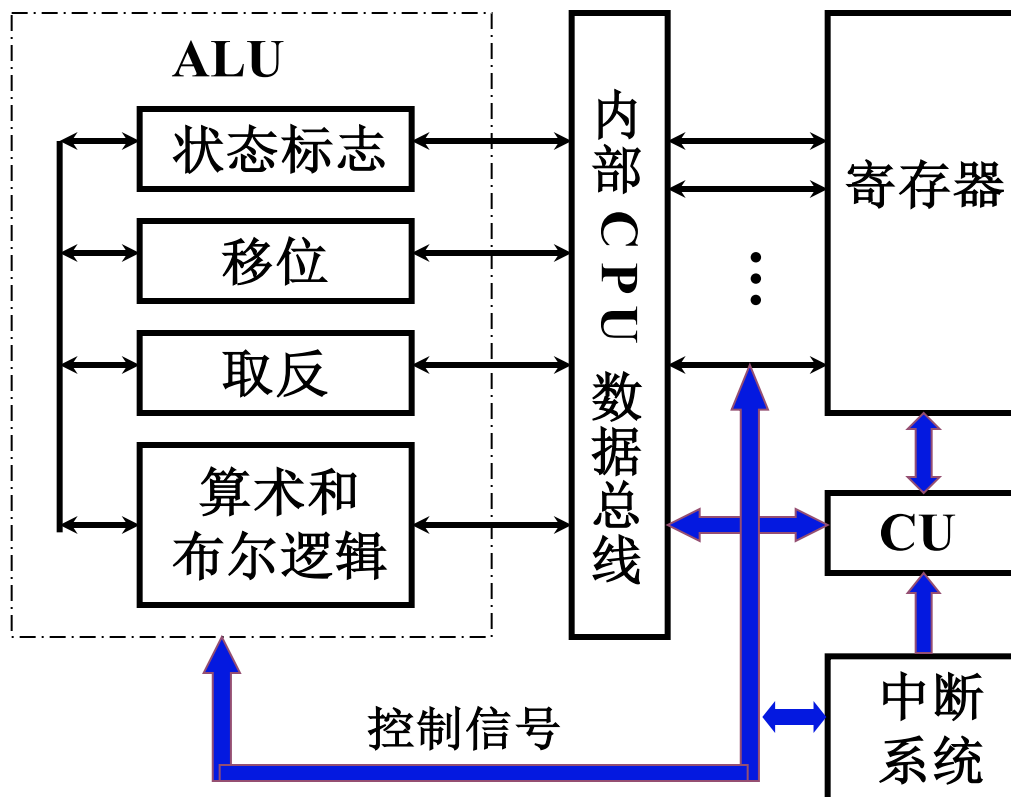 ALU
状态标志
移位
取反
算术和
布尔逻辑
内部CPU数据总线
寄存器
…
CU
中断
系统
控制信号